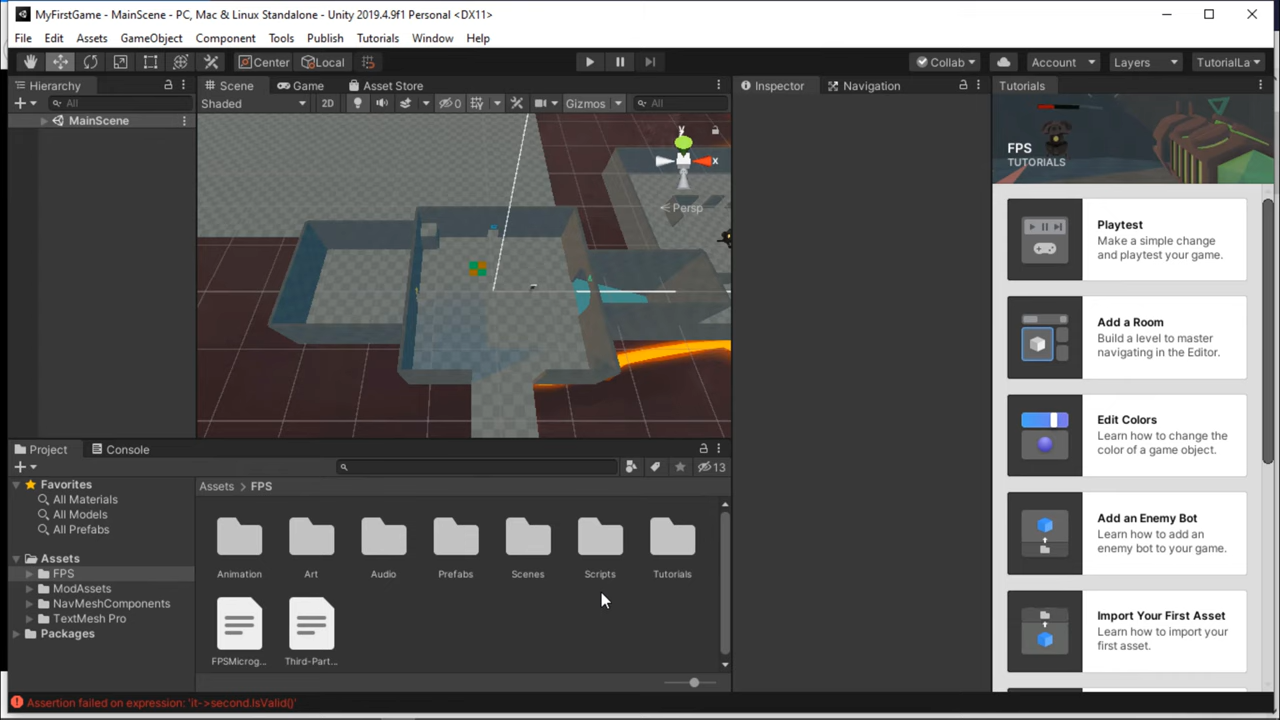 MyFirstGame - MainScene - PC, Mac & Linux Standalone - Unity 2019.4.9f1 Personal <DX11>
File Edit Assets GameObject Component Tools Publish Tutorials Window Help
Center Local Collab Account Layers TutorialLa
Hierarchy
All
MainScene
Scene Game Asset Store
Shaded 2D 0 Gizmos All
y
x
Persp
Inspector Navigation
Tutorials
FPS
TUTORIALS
Playtest
Make a simple change
and playtest your game.
Add a Room
Build a level to master
navigating in the Editor.
Edit Colors
Learn how to change the
color of a game object.
Add an Enemy Bot
Learn how to add an
enemy bot to your game.
Import Your First Asset
Learn how to import your
first asset.
Project Console
13
Favorites
All Materials
All Models
All Prefabs
Assets
FPS
ModAssets
NavMeshComponents
TextMesh Pro
Packages
Assets > FPS
Animation Art Audio Prefabs Scenes Scripts Tutorials
FPSMicrog... Third-Part...
Assertion failed on expression: 'it->second.IsValid()'